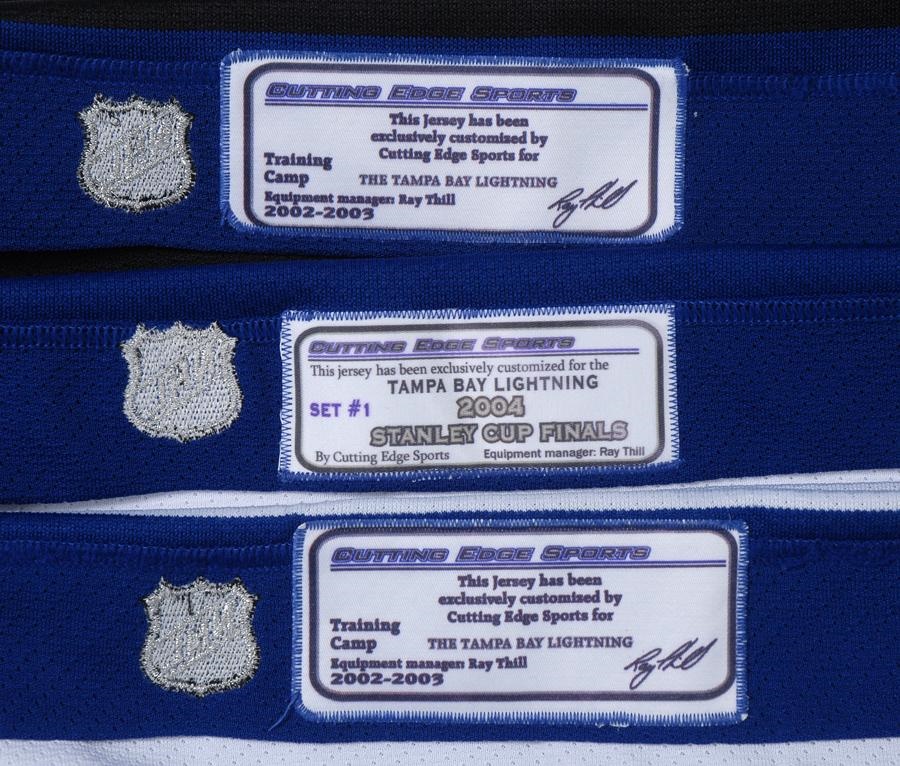 CUTTING EDGE SPORTS
This Jersey has been
exclusively customized by
Cutting Edge Sports for
Training
Camp THE TAMPA BAY LIGHTNING
Equipment manager: Ray Thill
2002-2003
Ray Thill
CUTTING EDGE SPORTS
This jersey has been exclusively customized for the
TAMPA BAY LIGHTNING
SET #1 2004
STANLEY CUP FINALS
By Cutting Edge Sports Equipment manager: Ray Thill
CUTTING EDGE SPORTS
This Jersey has been
exclusively customized by
Cutting Edge Sports for
Training
Camp THE TAMPA BAY LIGHTNING
Equipment manager: Ray Thill
2002-2003
Ray Thill